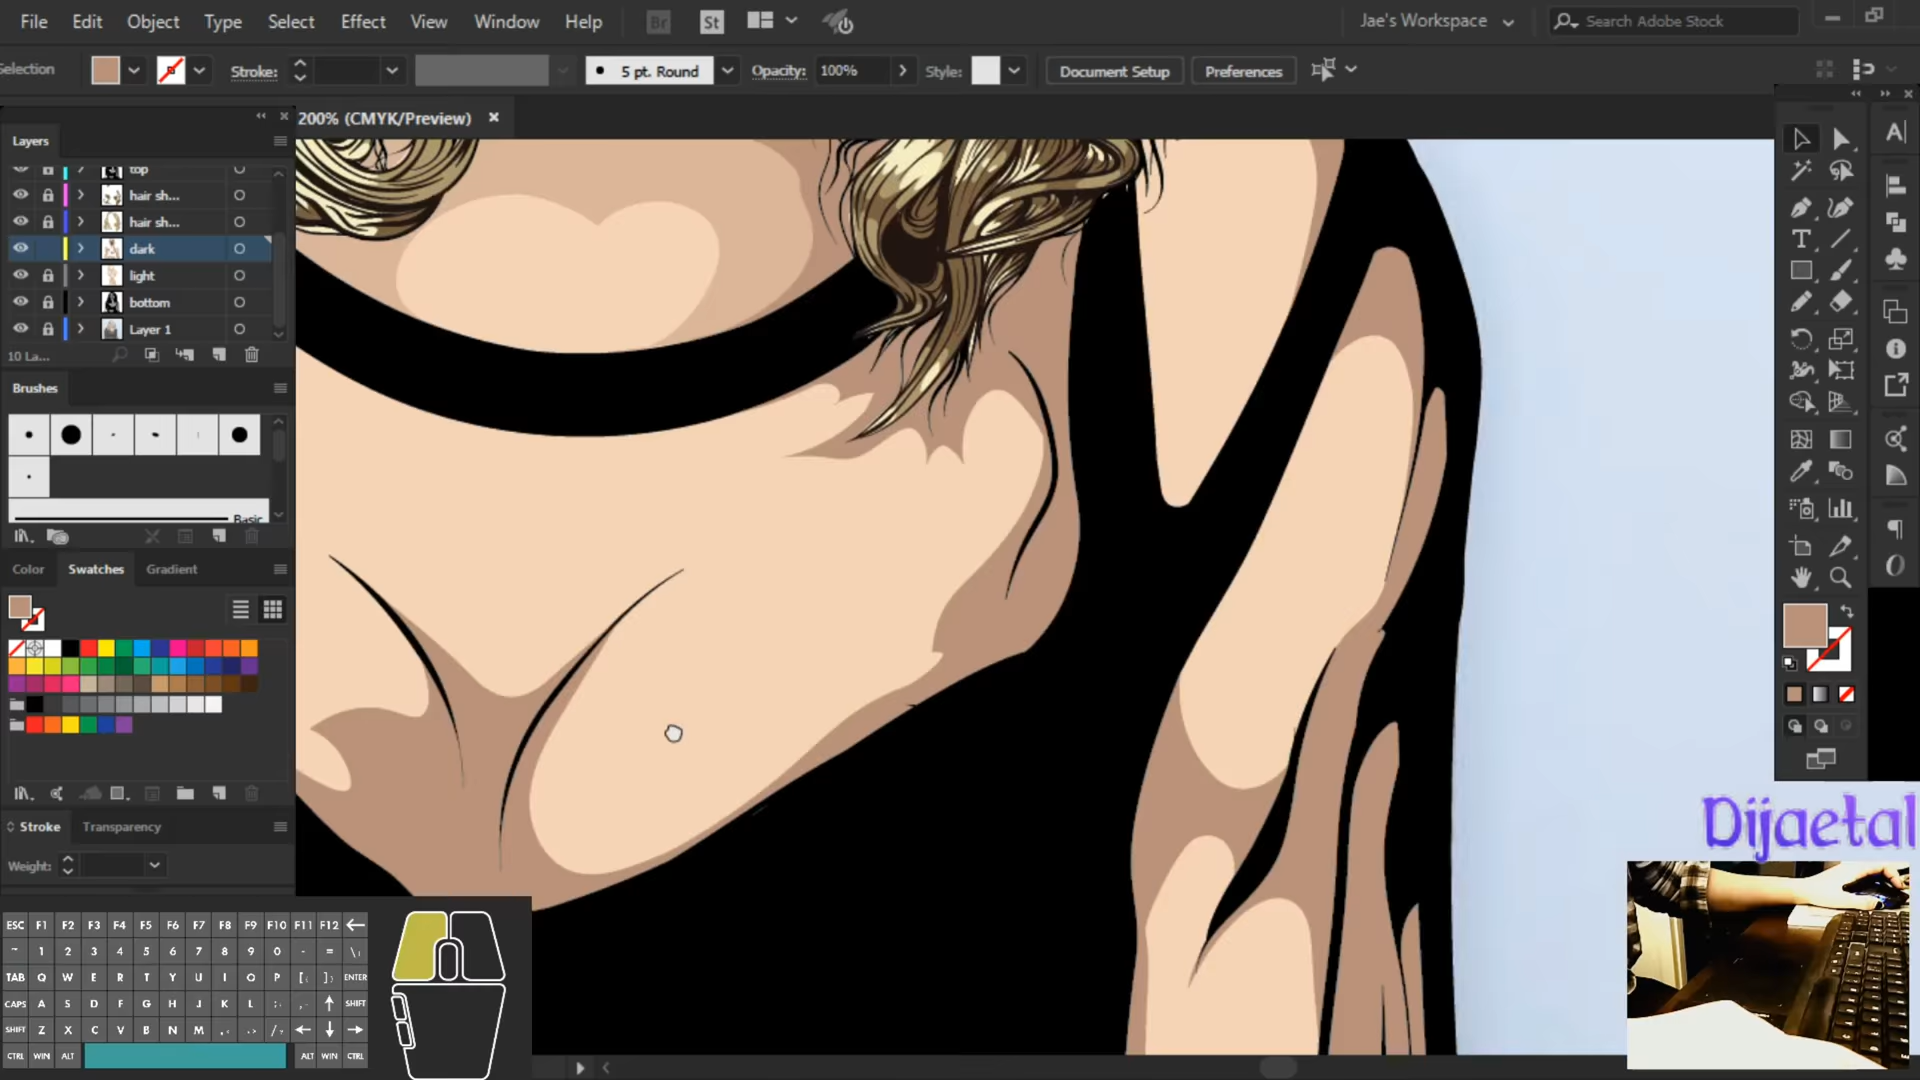 File Edit Object Type Select Effect View Window Help Br St Jae's Workspace Search Adobe Stock
Selection Stroke: 5 pt. Round Opacity: 100% Style: Document Setup Preferences
200% (CMYK/Preview) ×
Layers
top
hair sh...
hair sh...
dark
light
bottom
Layer 1
10 La...
Brushes
Basic
Color Swatches Gradient
Stroke Transparency
Weight:
Dijaetal
ESC F1 F2 F3 F4 F5 F6 F7 F8 F9 F10 F11 F12
~ 1 2 3 4 5 6 7 8 9 0 - = \
TAB Q W E R T Y U I O P [ ] ENTER
CAPS A S D F G H J K L ; SHIFT
SHIFT Z X C V B N M , . /
CTRL WIN ALT ALT WIN CTRL